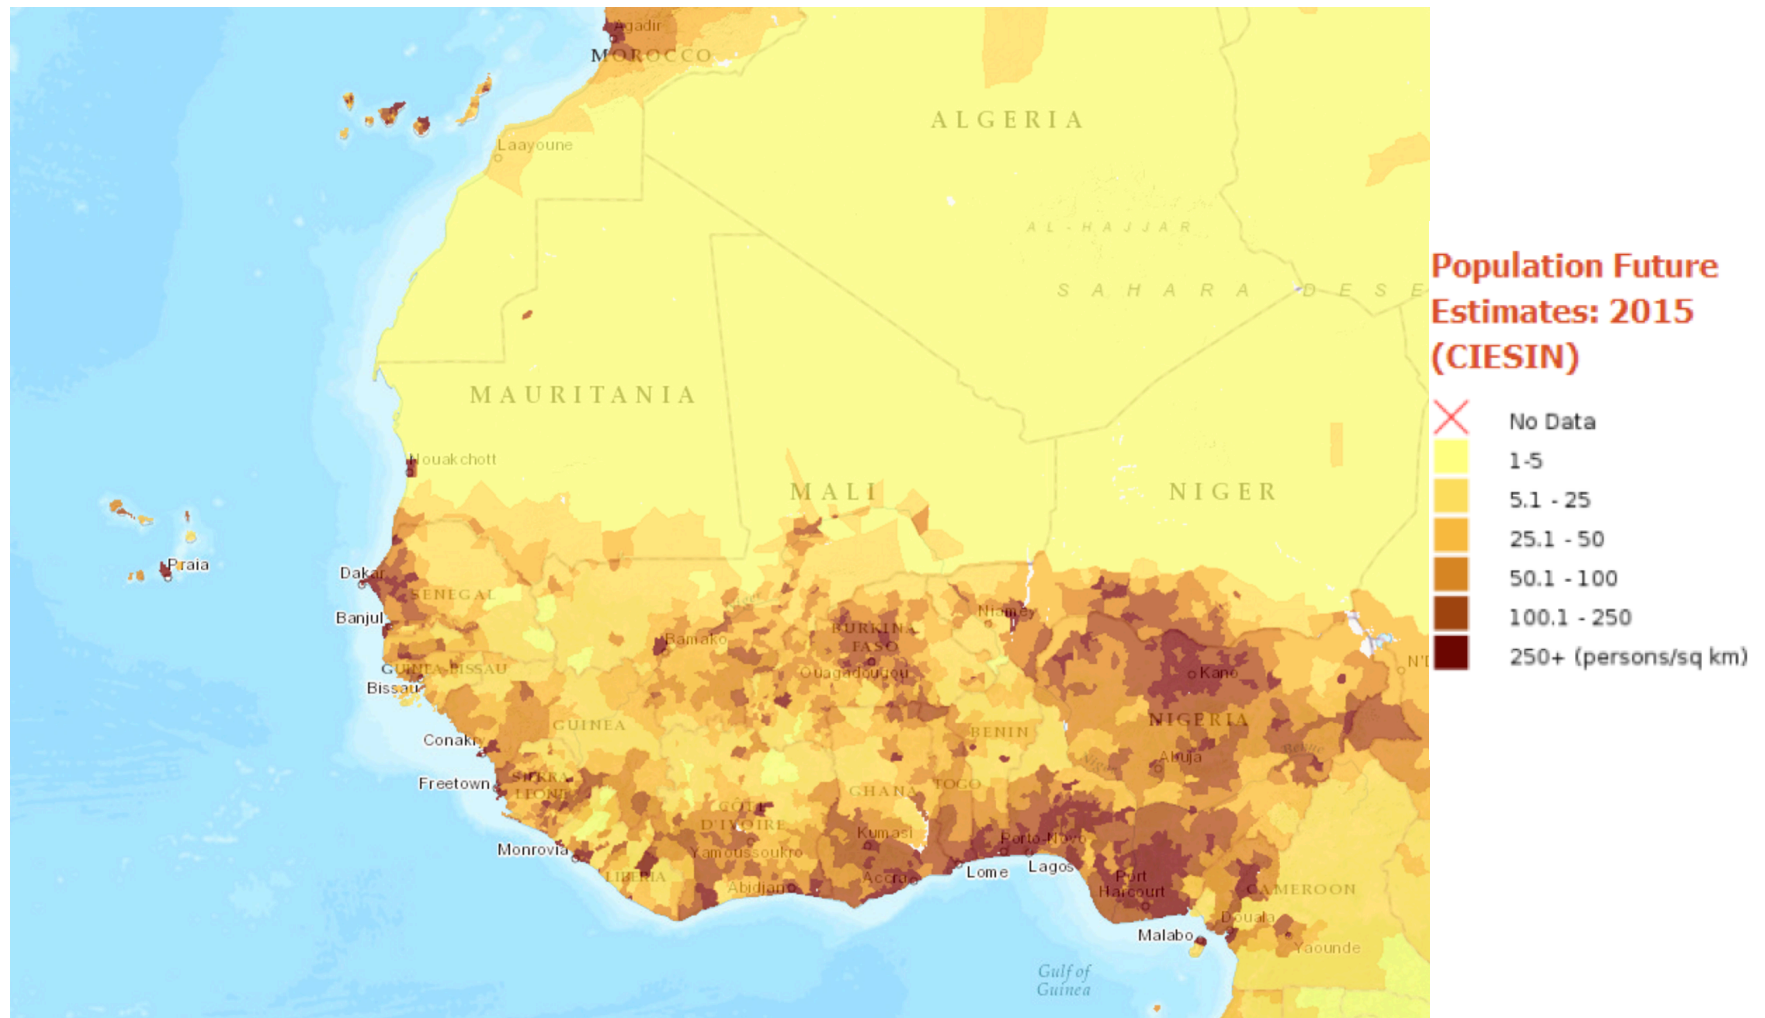 Agadir
MOROCCO
ALGERIA
Laayoune
AL-HAJJAR
SAHARA DESE
MAURITANIA
Nouakchott
MALI
NIGER
Praia
Dakar
SENEGAL
Banjul
Niamey
BURKINA
FASO
Bamako
GUINEA-BISSAU
Ouagadougou
Kano
N'D
Bissau
GUINEA
NIGERIA
BENIN
Conakry
Abuja
Niger
Benue
Freetown
SIERRA
LEONE
GHANA
TOGO
CÔTE
D'IVOIRE
Kumasi
Porto-Novo
Monrovia
Yamoussoukro
Lome
Lagos
LIBERIA
Abidjan
Accra
Port
Harcourt
CAMEROON
Douala
Malabo
Yaounde
Gulf of
Guinea
Population Future
Estimates: 2015
(CIESIN)
No Data
1-5
5.1 - 25
25.1 - 50
50.1 - 100
100.1 - 250
250+ (persons/sq km)